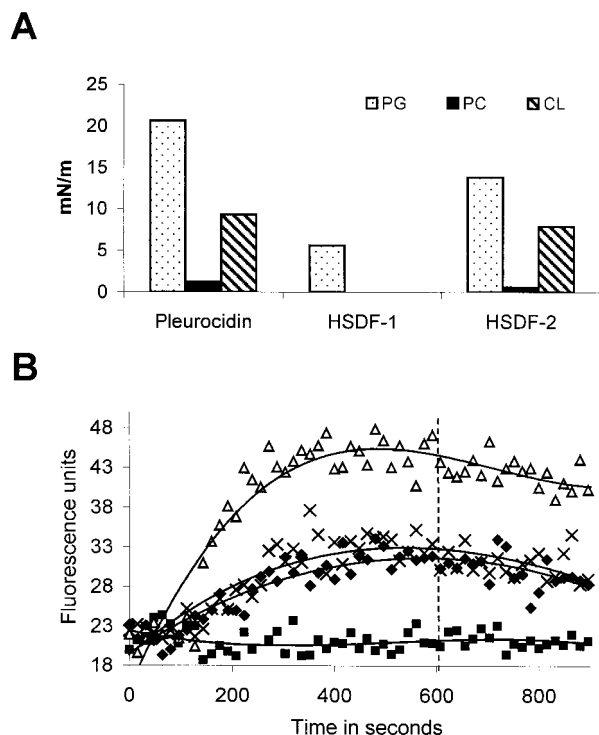 A
25
20
15
10
5
0
mN/m
PG PC CL
Pleurocidin HSDF-1 HSDF-2
B
48
43
38
33
28
23
18
Fluorescence units
0 200 400 600 800
Time in seconds